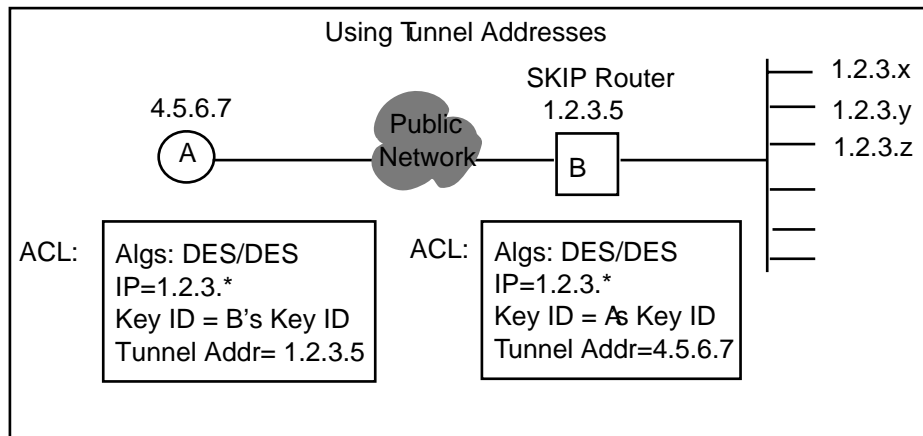 Using Tunnel Addresses
SKIP Router
1.2.3.5
4.5.6.7
A
Public
Network
B
1.2.3.x
1.2.3.y
1.2.3.z
ACL:
Algs: DES/DES
IP=1.2.3.*
Key ID = B's Key ID
Tunnel Addr= 1.2.3.5
ACL:
Algs: DES/DES
IP=1.2.3.*
Key ID = As Key ID
Tunnel Addr=4.5.6.7